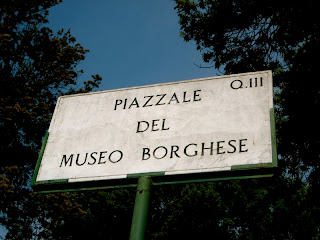 Q.III
PIAZZALE
DEL
MUSEO BORGHESE